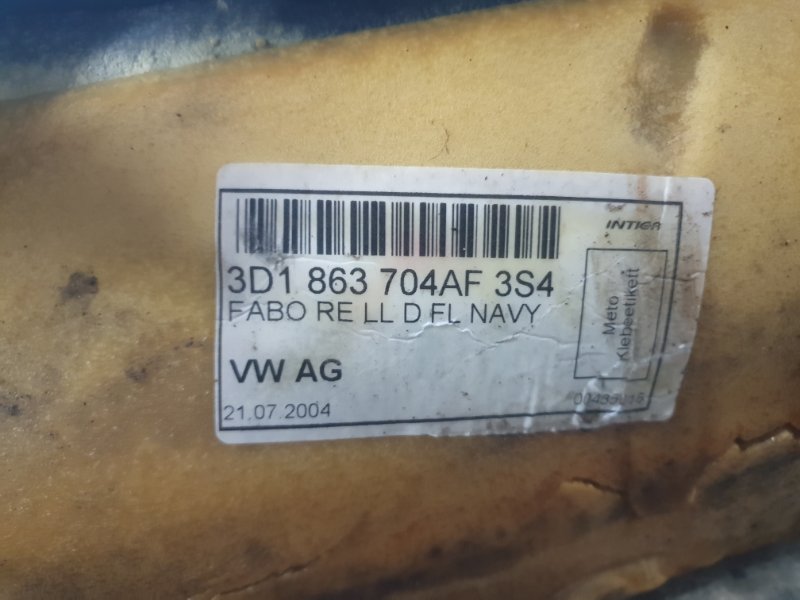 INTIER
3D1 863 704AF 3S4
FABO RE LL D FL NAVY
Meto
Klebeetikett
VW AG
21.07.2004